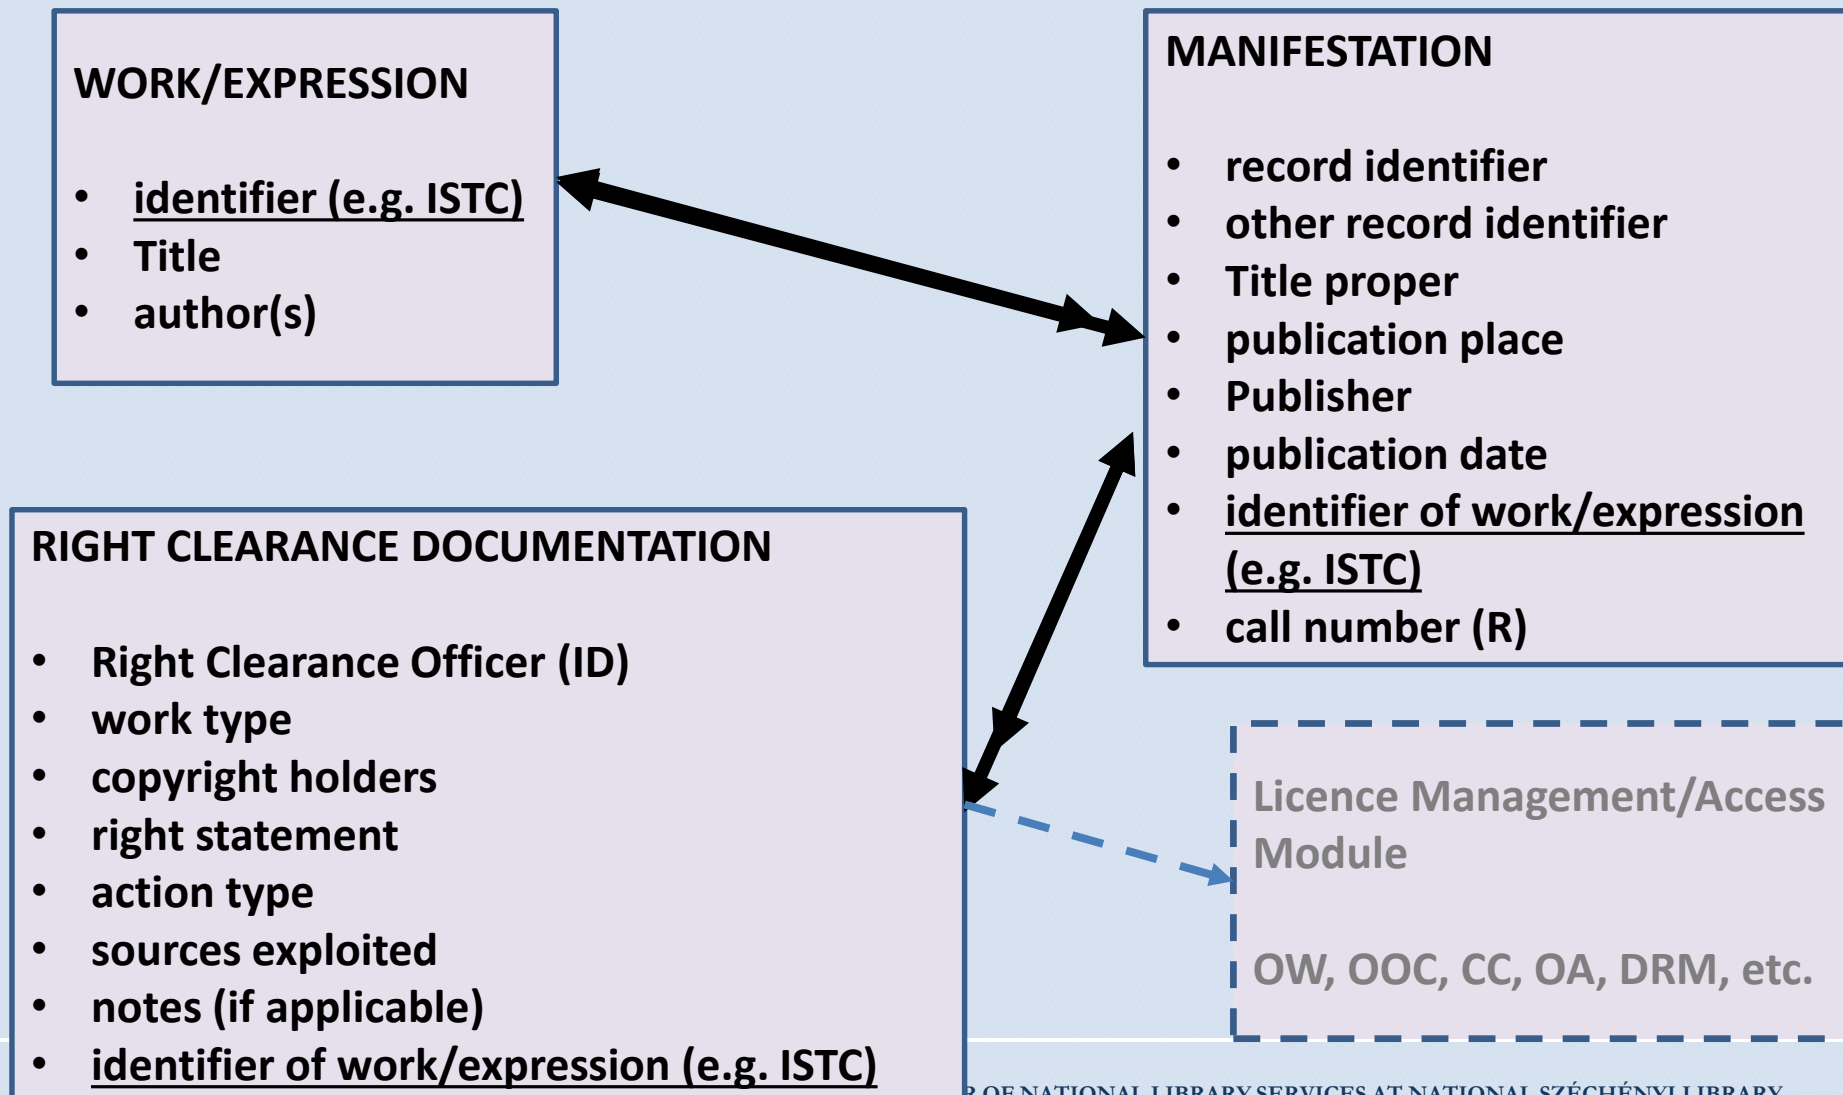 WORK/EXPRESSION
• identifier (e.g. ISTC)
• Title
• author(s)
MANIFESTATION
• record identifier
• other record identifier
• Title proper
• publication place
• Publisher
• publication date
• identifier of work/expression
(e.g. ISTC)
• call number (R)
RIGHT CLEARANCE DOCUMENTATION
• Right Clearance Officer (ID)
• work type
• copyright holders
• right statement
• action type
• sources exploited
• notes (if applicable)
• identifier of work/expression (e.g. ISTC)
Licence Management/Access
Module
OW, OOC, CC, OA, DRM, etc.
OF NATIONAL LIBRARY SERVICES AT NATIONAL SZÉCHÉNYI LIBRARY